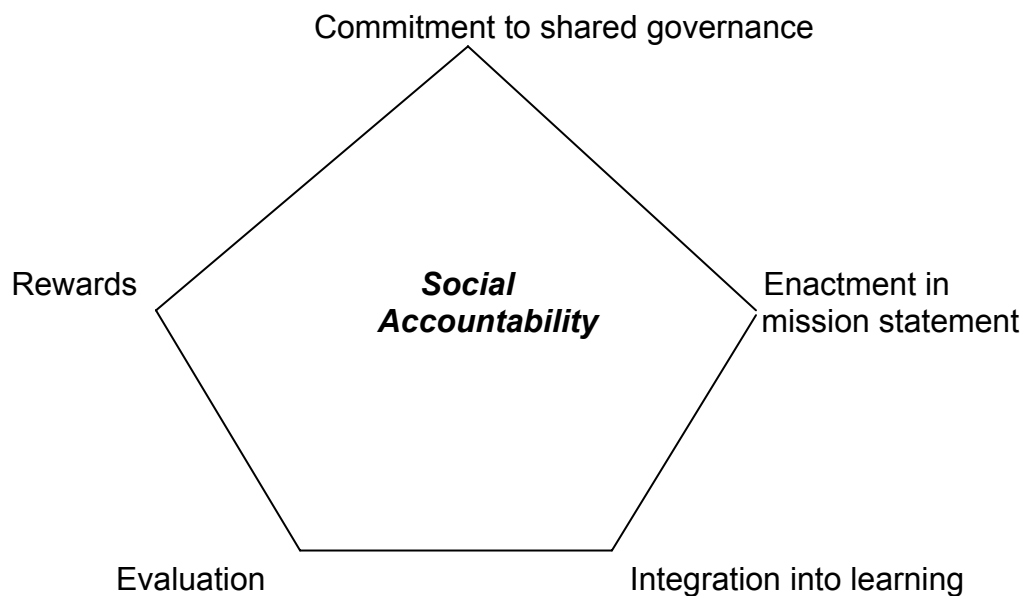 Commitment to shared governance
Rewards
Social
Accountability
Enactment in
mission statement
Evaluation
Integration into learning